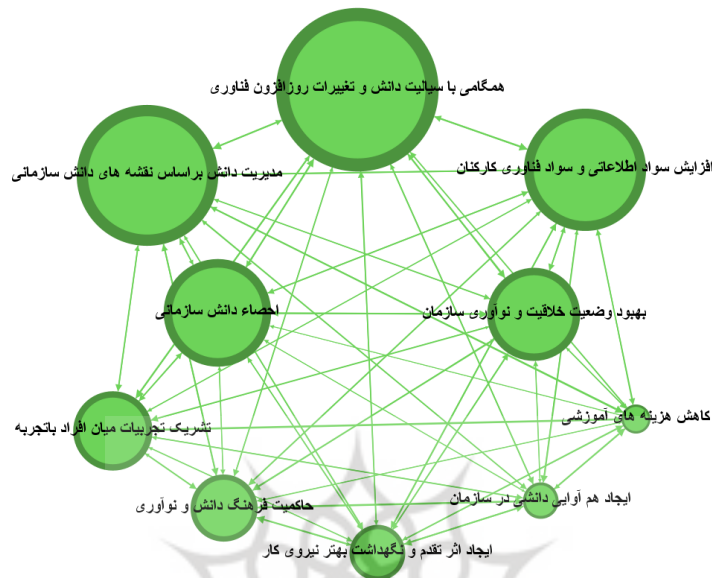 همگامی با سیالیت دانش و تغییرات روزافزون فناوری
افزایش سواد اطلاعاتی و سواد فناوری کارکنان
مدیریت دانش براساس نقشه های دانش سازمانی
بهبود وضعیت خلاقیت و نوآوری سازمان
احصاء دانش سازمانی
کاهش هزینه های آموزشی
تشریک تجربیات میان افراد باتجربه
ایجاد هم آوایی دانشی در سازمان
حاکمیت فرهنگ دانش و نوآوری
ایجاد اثر تقدم و نگهداشت بهتر نیروی کار